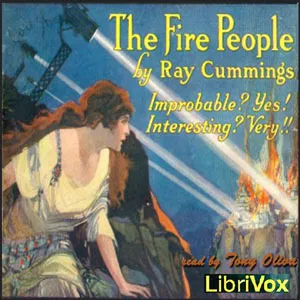 The Fire People
by Ray Cummings
Improbable? Yes!
Interesting? Very!!
read by Tony Oliva
LibriVox